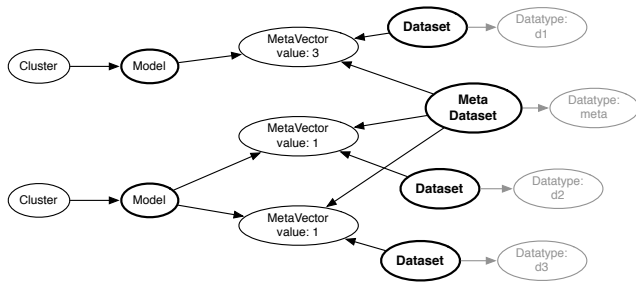 Dataset
Datatype:
d1
MetaVector
value: 3
Cluster
Model
Meta
Dataset
Datatype:
meta
MetaVector
value: 1
Cluster
Model
Dataset
Datatype:
d2
MetaVector
value: 1
Dataset
Datatype:
d3